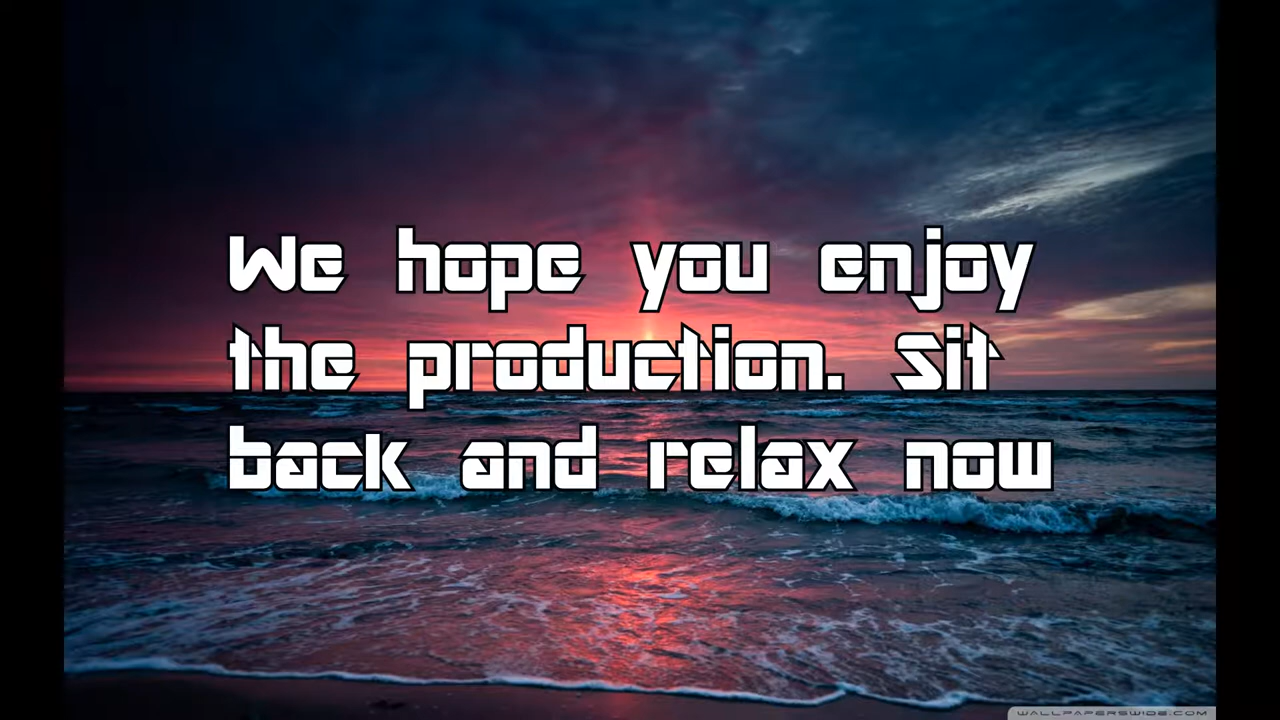 We hope you enjoy
the production. Sit
back and relax now
WALLPAPERSWIDE.COM